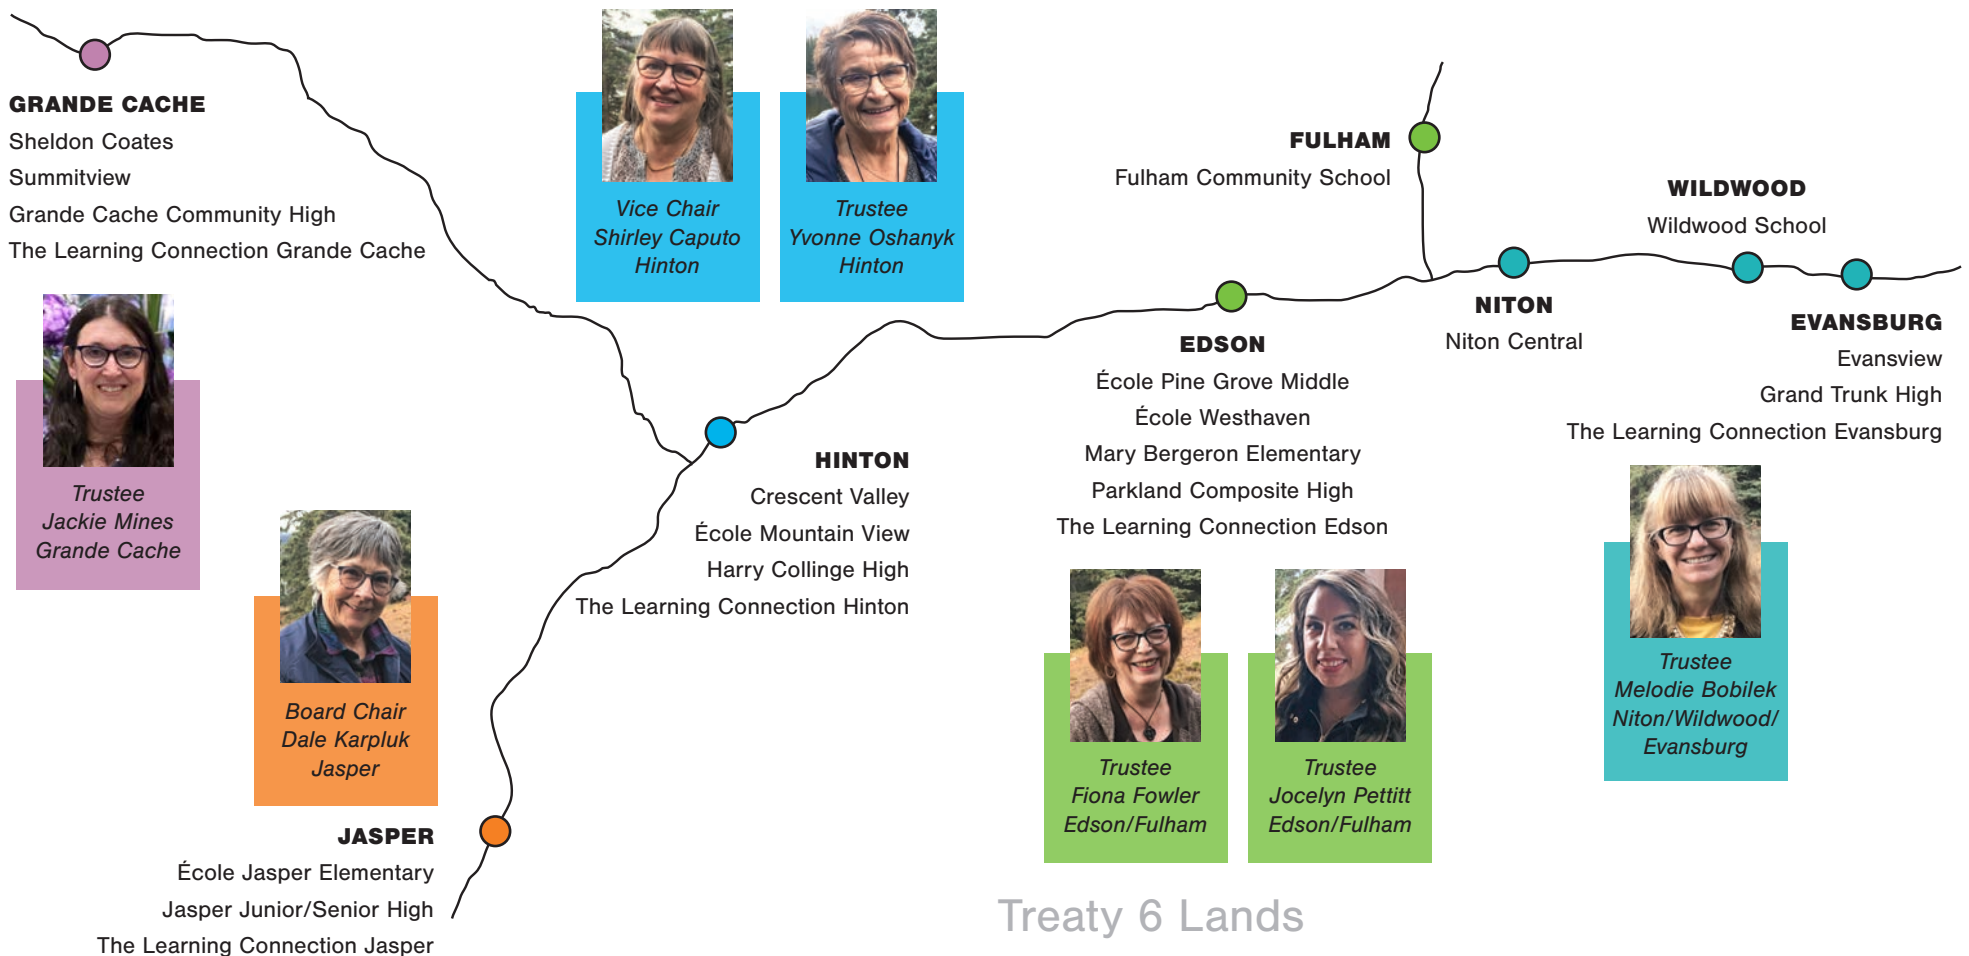 GRANDE CACHE
Sheldon Coates
Summitview
Grande Cache Community High
The Learning Connection Grande Cache
Trustee
Jackie Mines
Grande Cache
Vice Chair
Shirley Caputo
Hinton
Trustee
Yvonne Oshanyk
Hinton
Board Chair
Dale Karpluk
Jasper
JASPER
École Jasper Elementary
Jasper Junior/Senior High
The Learning Connection Jasper
HINTON
Crescent Valley
École Mountain View
Harry Collinge High
The Learning Connection Hinton
FULHAM
Fulham Community School
EDSON
École Pine Grove Middle
École Westhaven
Mary Bergeron Elementary
Parkland Composite High
The Learning Connection Edson
Trustee
Fiona Fowler
Edson/Fulham
Trustee
Jocelyn Pettitt
Edson/Fulham
NITON
Niton Central
WILDWOOD
Wildwood School
EVANSBURG
Evansview
Grand Trunk High
The Learning Connection Evansburg
Trustee
Melodie Bobilek
Niton/Wildwood/
Evansburg
Treaty 6 Lands